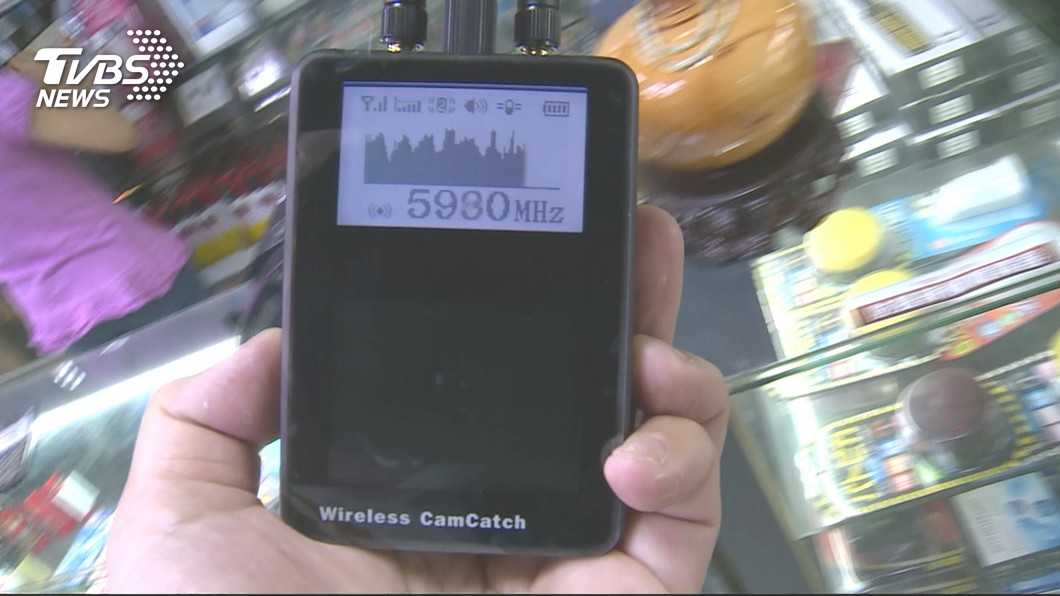 TVBS
NEWS
5980MHz
Wireless CamCatch